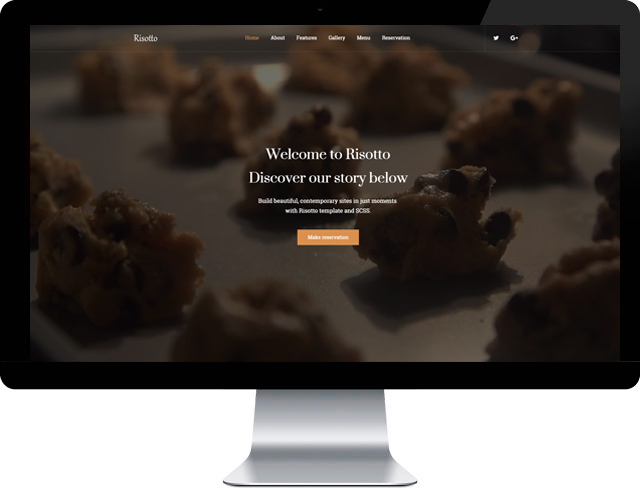 Risotto
Home About Features Gallery Menu Reservation
Welcome to Risotto
Discover our story below
Build beautiful, contemporary sites in just moments
with Risotto template and SCSS.
Make reservation